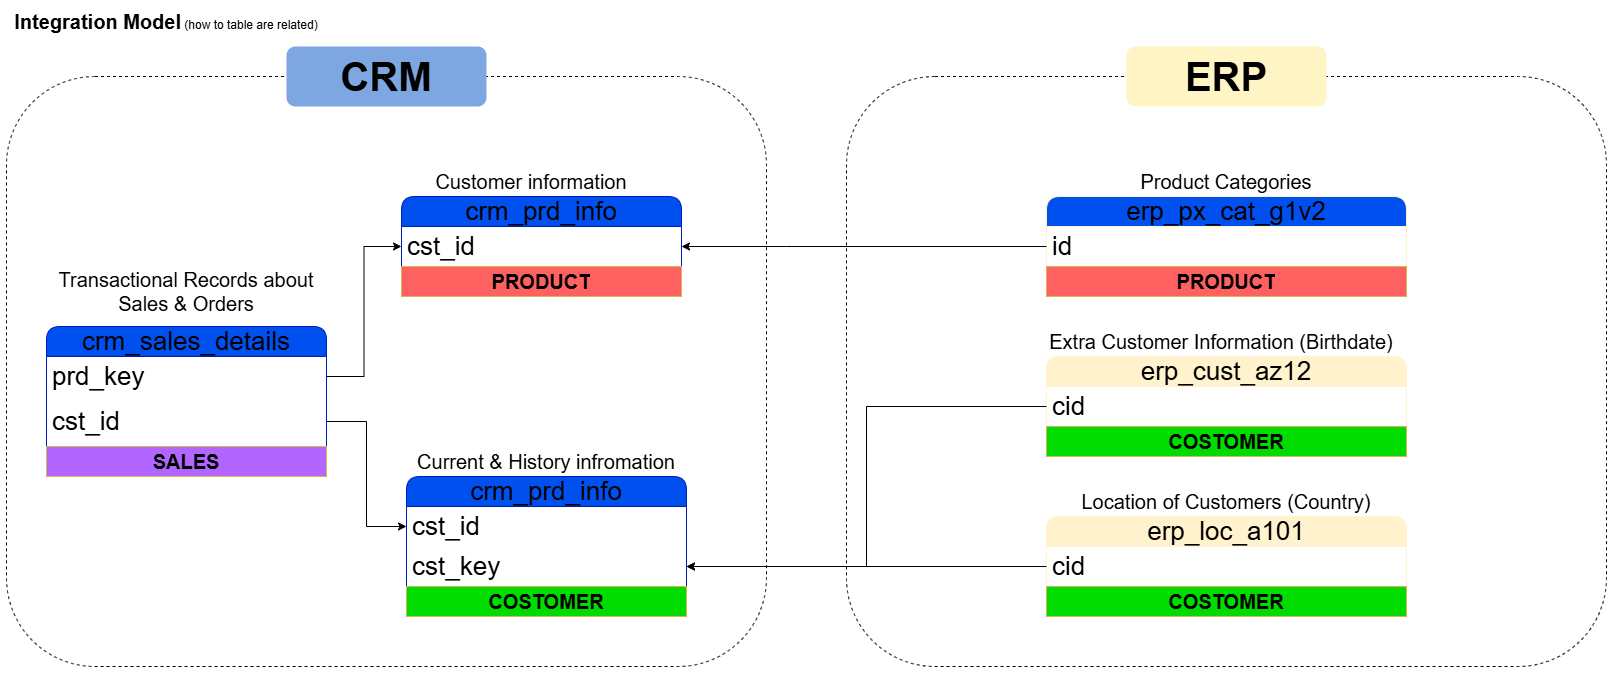 Integration Model (how to table are related)
CRM
Customer information
crm_prd_info
cst_id
PRODUCT
Transactional Records about
Sales & Orders
crm_sales_details
prd_key
cst_id
SALES
Current & History infromation
crm_prd_info
cst_id
cst_key
COSTOMER
ERP
Product Categories
erp_px_cat_g1v2
id
PRODUCT
Extra Customer Information (Birthdate)
erp_cust_az12
cid
COSTOMER
Location of Customers (Country)
erp_loc_a101
cid
COSTOMER